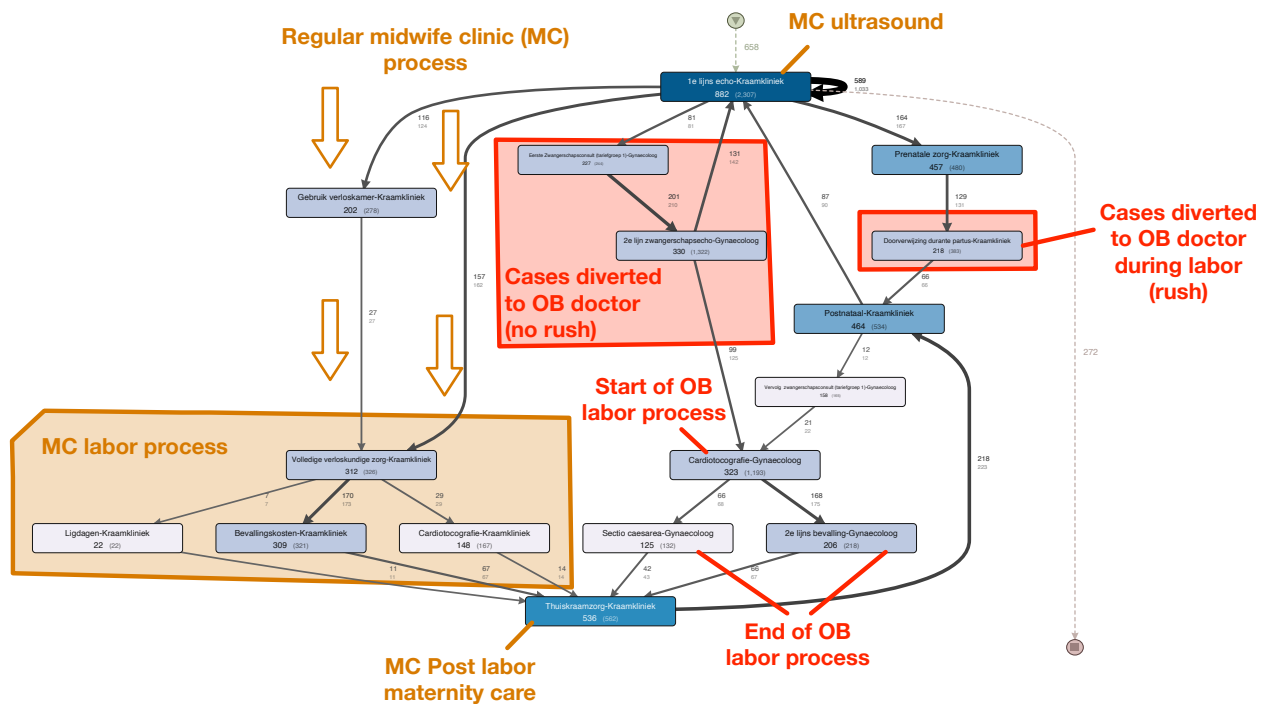 MC ultrasound
Regular midwife clinic (MC)
process
658
1e lijns echo-Kraamkliniek
882 (2,307)
589
1,033
116
124
81
81
164
167
131
142
Eerste Zwangerschapsconsult (tariefgroep 1)-Gynaecoloog
227
Prenatale zorg-Kraamkliniek
457 (480)
Gebruik verloskamer-Kraamkliniek
202 (278)
201
210
87
90
129
131
2e lijn zwangerschapsecho-Gynaecoloog
330 (1,322)
Doorverwijzing durante partus-Kraamkliniek
218 (383)
Cases diverted
to OB doctor
during labor
(rush)
Cases diverted
to OB doctor
(no rush)
157
162
66
66
Postnataal-Kraamkliniek
464 (534)
27
27
99
125
12
12
272
Vervolg zwangerschapsconsult (tariefgroep 1)-Gynaecoloog
158
Start of OB
labor process
21
22
MC labor process
Volledige verloskundige zorg-Kraamkliniek
312 (326)
Cardiotocografie-Gynaecoloog
323 (1,193)
218
223
7
7
170
173
29
29
66
66
168
175
Ligdagen-Kraamkliniek
22 (22)
Bevallingskosten-Kraamkliniek
309 (321)
Cardiotocografie-Kraamkliniek
148 (167)
Sectio caesarea-Gynaecoloog
125 (132)
2e lijns bevalling-Gynaecoloog
206 (218)
11
11
67
67
14
14
42
43
66
67
Thuiskraamzorg-Kraamkliniek
536 (562)
End of OB
labor process
MC Post labor
maternity care